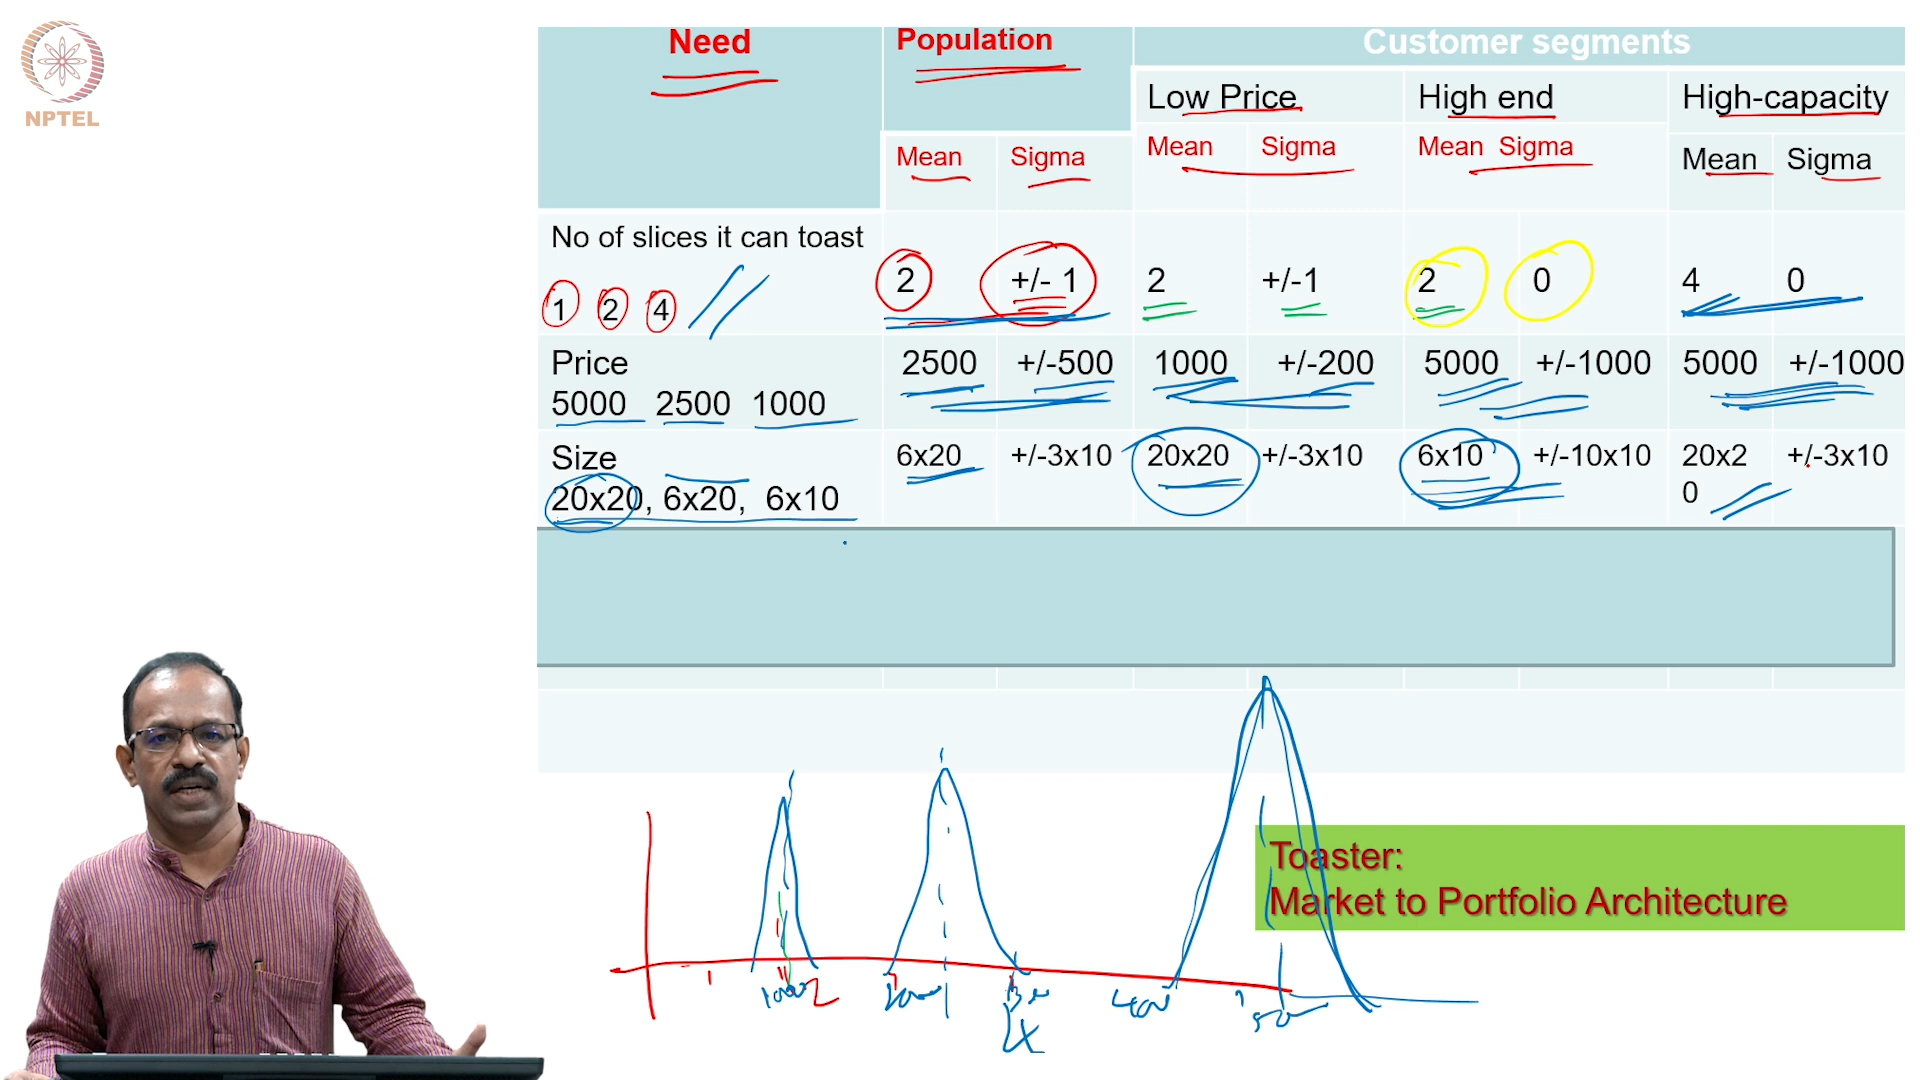 NPTEL
Need Population Customer segments
Low Price High end High-capacity
Mean Sigma Mean Sigma Mean Sigma Mean Sigma
No of slices it can toast
1 2 4 2 +/- 1 2 +/-1 2 0 4 0
Price 2500 +/-500 1000 +/-200 5000 +/-1000 5000 +/-1000
5000 2500 1000
Size 6x20 +/-3x10 20x20 +/-3x10 6x10 +/-10x10 20x2 +/-3x10
20x20, 6x20, 6x10 0
Toaster:
Market to Portfolio Architecture
1000 2
4